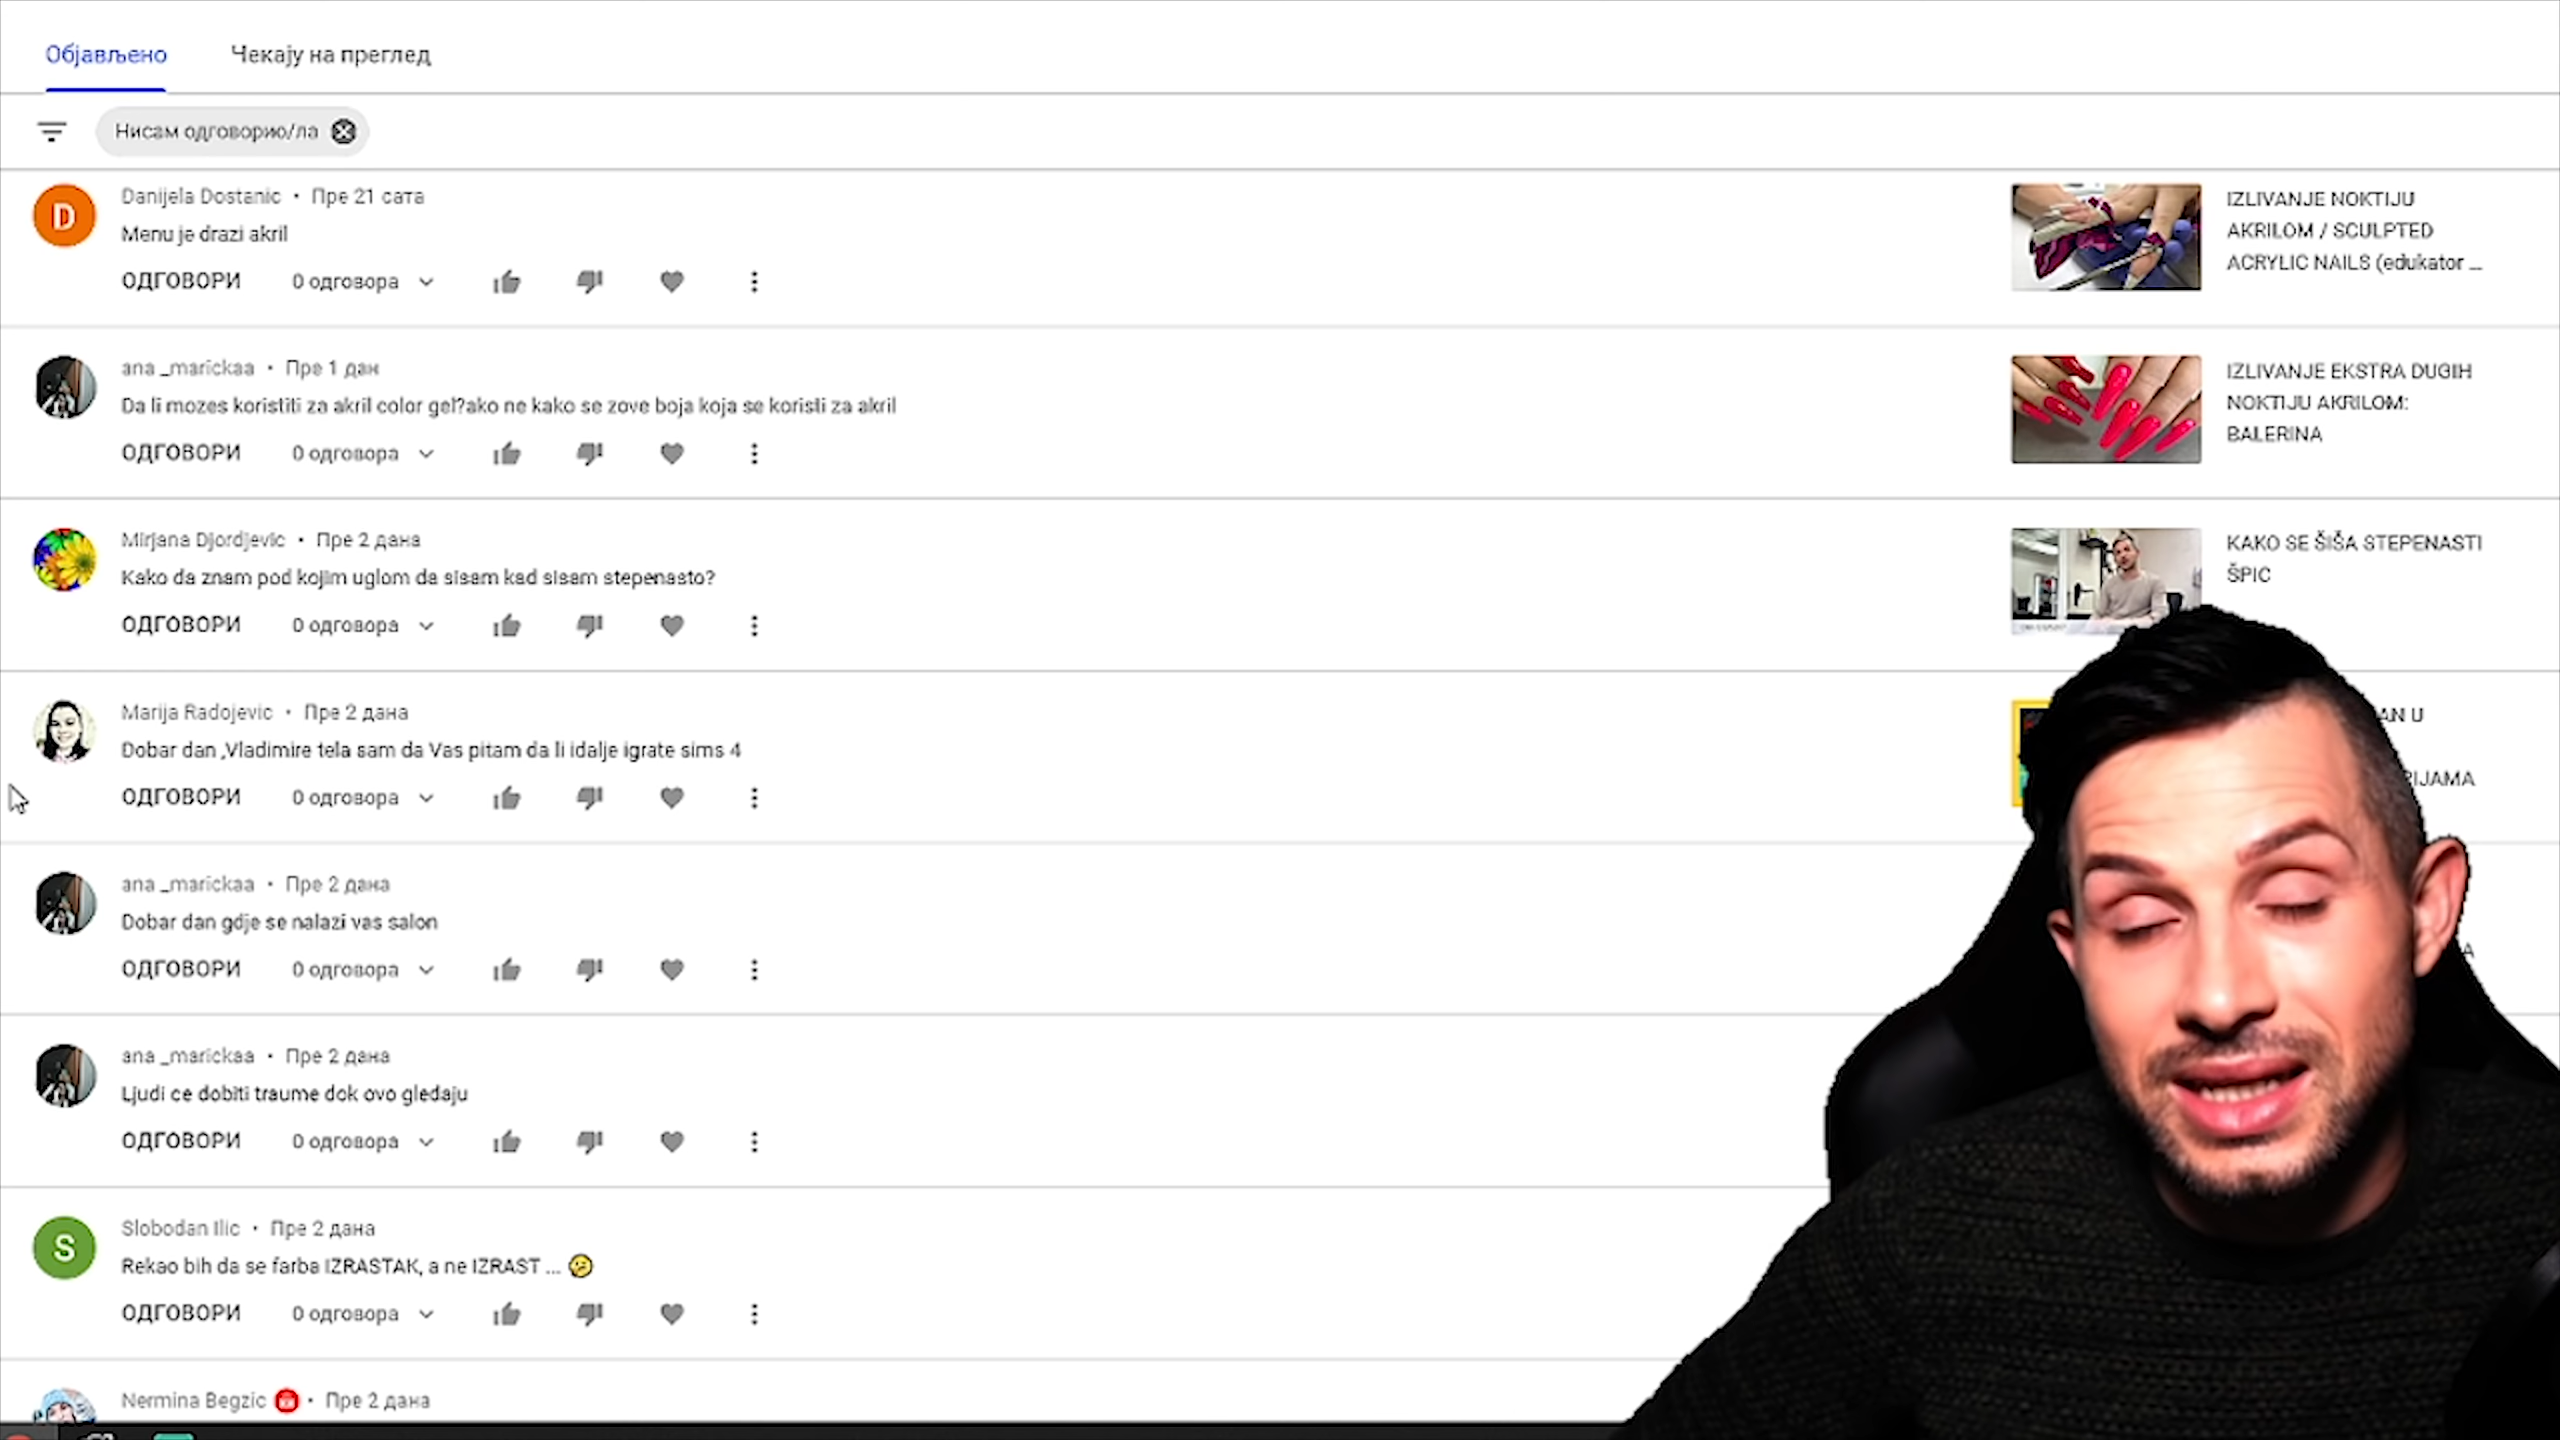 Објављено
Чекају на преглед
Нисам одговорио/ла
D
Danijela Dostanic • Пре 21 сата
Menu je drazi akril
ОДГОВОРИ 0 одговора
IZLIVANJE NOKTIJU
AKRILOM / SCULPTED
ACRYLIC NAILS (edukator ...
ana _marickaa • Пре 1 дан
Da li mozes koristiti za akril color gel?ako ne kako se zove boja koja se koristi za akril
ОДГОВОРИ 0 одговора
IZLIVANJE EKSTRA DUGIH
NOKTIJU AKRILOM:
BALERINA
Mirjana Djordjevic • Пре 2 дана
Kako da znam pod kojim uglom da sisam kad sisam stepenasto?
ОДГОВОРИ 0 одговора
KAKO SE ŠIŠA STEPENASTI
ŠPIC
Marija Radojevic • Пре 2 дана
Dobar dan ,Vladimire tela sam da Vas pitam da li idalje igrate sims 4
ОДГОВОРИ 0 одговора
AN U
RIJAMA
ana _marickaa • Пре 2 дана
Dobar dan gdje se nalazi vas salon
ОДГОВОРИ 0 одговора
A
ana _marickaa • Пре 2 дана
Ljudi ce dobiti traume dok ovo gledaju
ОДГОВОРИ 0 одговора
S
Slobodan Ilic • Пре 2 дана
Rekao bih da se farba IZRASTAK, a ne IZRAST ... 🤔
ОДГОВОРИ 0 одговора
Nermina Begzic • Пре 2 дана